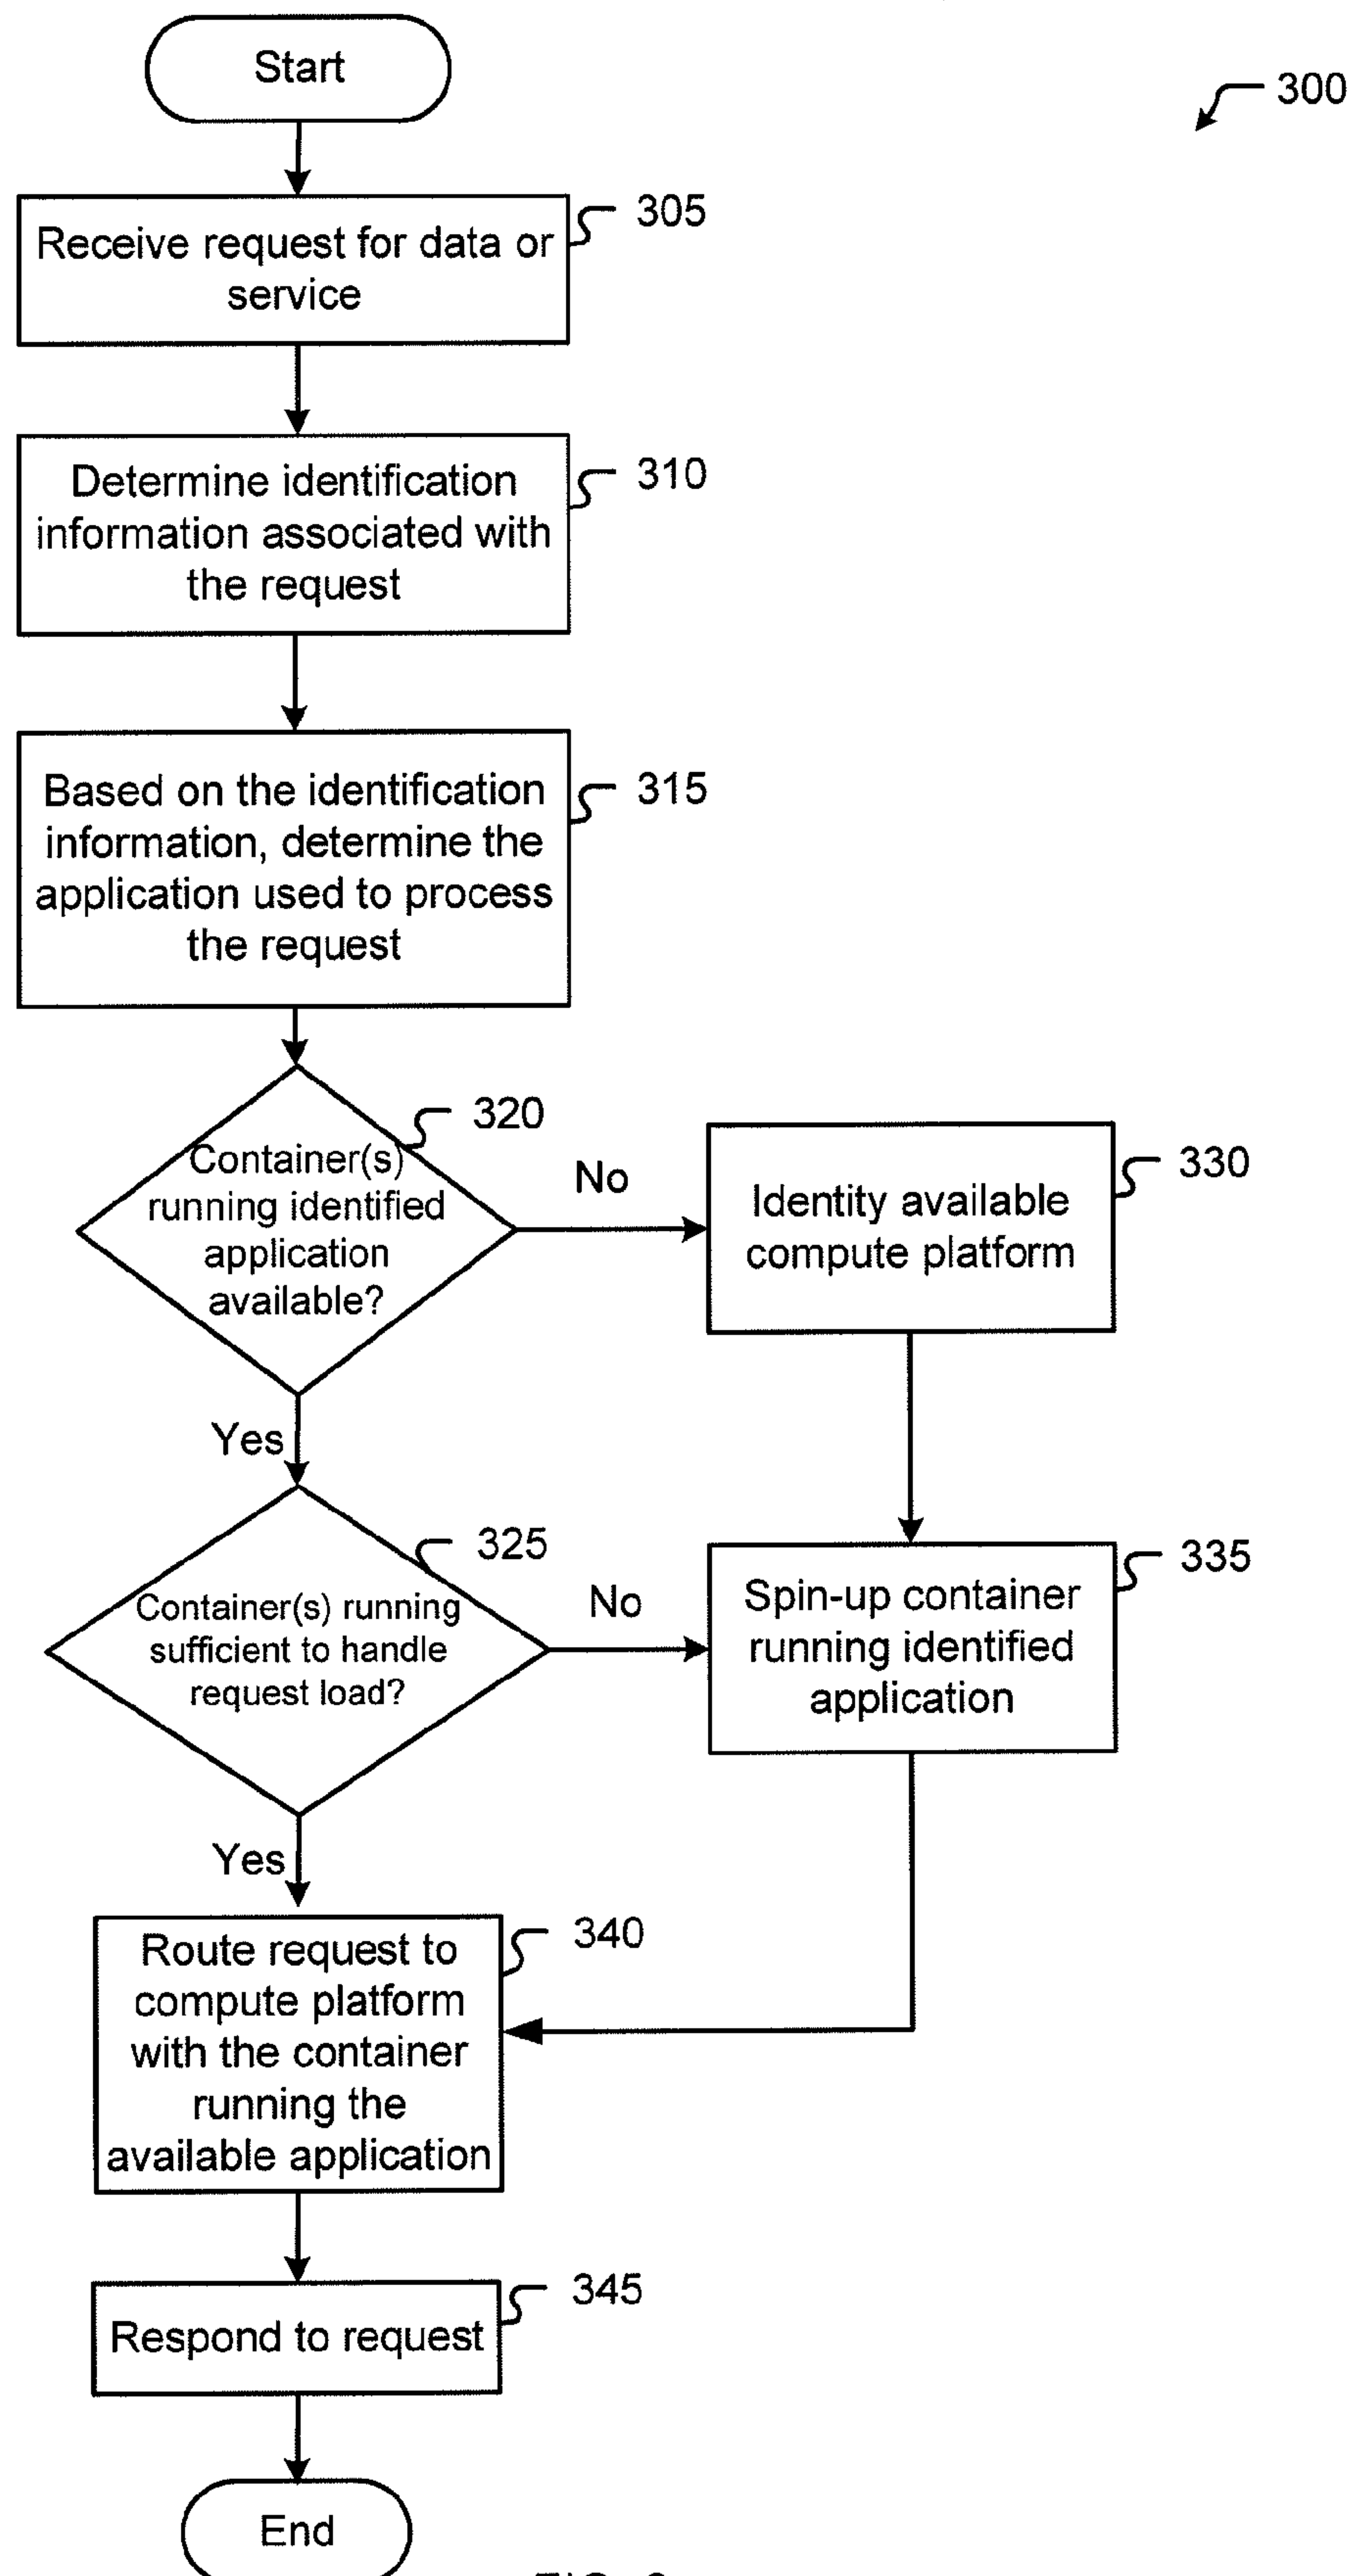 Start
300
305
Receive request for data or
service
310
Determine identification
information associated with
the request
315
Based on the identification
information, determine the
application used to process
the request
320
Container(s)
running identified
application
available?
No
330
Identity available
compute platform
Yes
325
Container(s) running
sufficient to handle
request load?
No
335
Spin-up container
running identified
application
Yes
340
Route request to
compute platform
with the container
running the
available application
345
Respond to request
End